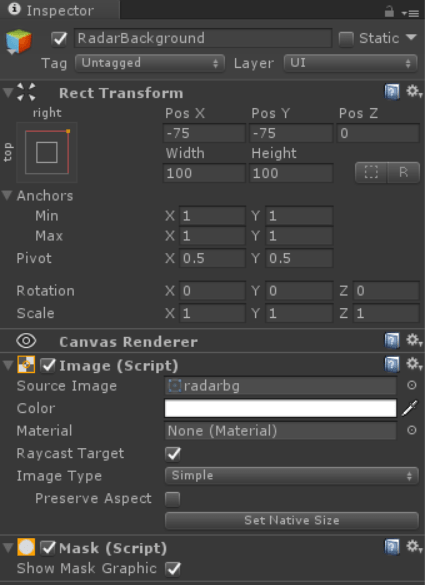 Inspector
RadarBackground Static
Tag Untagged Layer UI
Rect Transform
right Pos X Pos Y Pos Z
top
-75 -75 0
Width Height
100 100 R
Anchors
Min X 1 Y 1
Max X 1 Y 1
Pivot X 0.5 Y 0.5
Rotation X 0 Y 0 Z 0
Scale X 1 Y 1 Z 1
Canvas Renderer
Image (Script)
Source Image radarbg
Color
Material None (Material)
Raycast Target
Image Type Simple
Preserve Aspect
Set Native Size
Mask (Script)
Show Mask Graphic